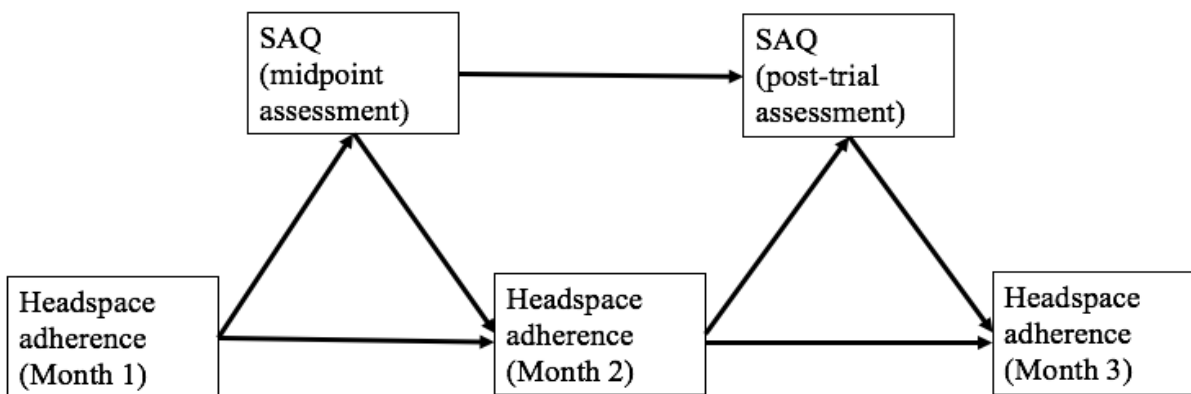 SAQ
(midpoint
assessment)
SAQ
(post-trial
assessment)
Headspace
adherence
(Month 1)
Headspace
adherence
(Month 2)
Headspace
adherence
(Month 3)